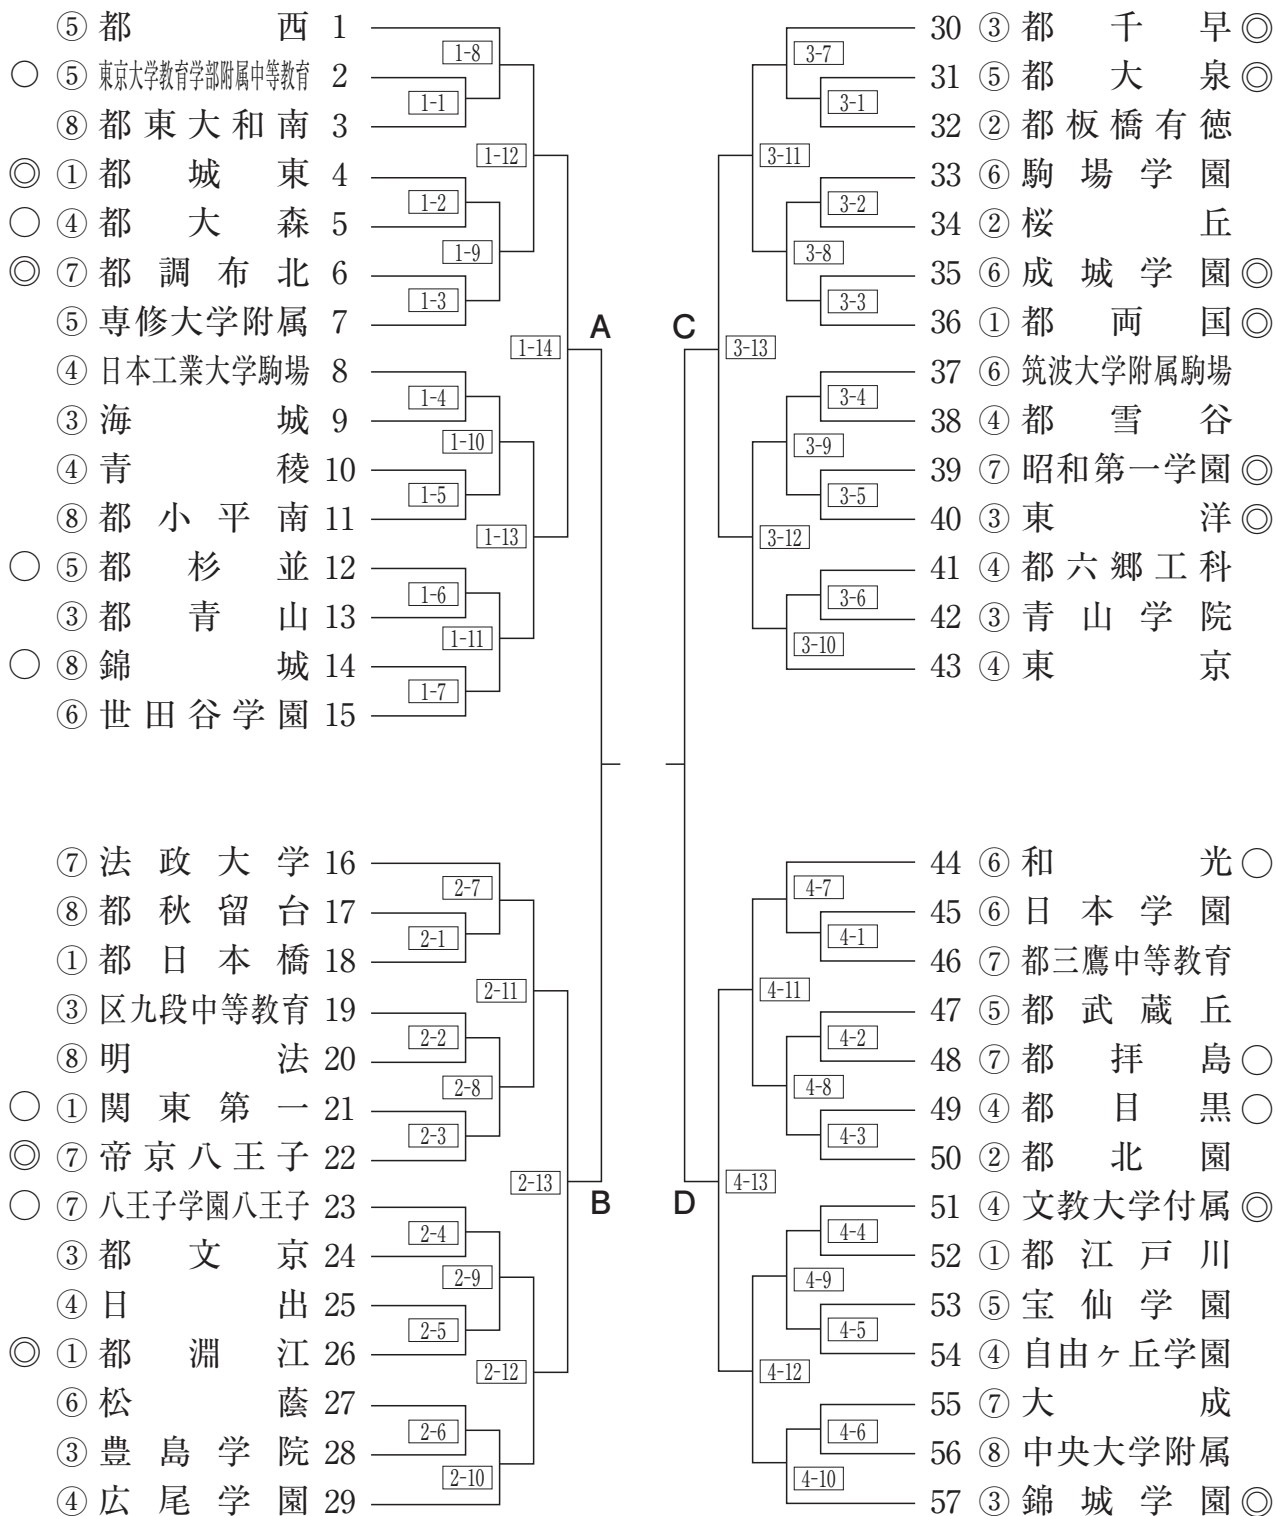 ⑤ 都西 1
○ ⑤ 東京大学教育学部附属中等教育 2
⑧ 都東大和南 3
◎ ① 都城東 4
○ ④ 都大森 5
◎ ⑦ 都調布北 6
⑤ 専修大学附属 7
④ 日本工業大学駒場 8
③ 海城 9
④ 青稜 10
⑧ 都小平南 11
○ ⑤ 都杉並 12
③ 都青山 13
○ ⑧ 錦城 14
⑥ 世田谷学園 15
1-8
1-1
1-12
1-2
1-9
1-3
1-14
A
1-4
1-10
1-5
1-13
1-6
1-11
1-7
⑦ 法政大学 16
⑧ 都秋留台 17
① 都日本橋 18
③ 区九段中等教育 19
⑧ 明法 20
○ ① 関東第一 21
◎ ⑦ 帝京八王子 22
○ ⑦ 八王子学園八王子 23
③ 都文京 24
④ 日出 25
◎ ① 都淵江 26
⑥ 松蔭 27
③ 豊島学院 28
④ 広尾学園 29
2-7
2-1
2-11
2-2
2-8
2-3
2-13
B
2-4
2-9
2-5
2-12
2-6
2-10
30 ③ 都千早 ◎
31 ⑤ 都大泉 ◎
32 ② 都板橋有徳
33 ⑥ 駒場学園
34 ② 桜丘
35 ⑥ 成城学園 ◎
36 ① 都両国 ◎
37 ⑥ 筑波大学附属駒場
38 ④ 都雪谷
39 ⑦ 昭和第一学園 ◎
40 ③ 東洋 ◎
41 ④ 都六郷工科
42 ③ 青山学院
43 ④ 東京
3-7
3-1
3-11
3-2
3-8
3-3
C
3-13
3-4
3-9
3-5
3-12
3-6
3-10
44 ⑥ 和光 ○
45 ⑥ 日本学園
46 ⑦ 都三鷹中等教育
47 ⑤ 都武蔵丘
48 ⑦ 都拝島 ○
49 ④ 都目黒 ○
50 ② 都北園
51 ④ 文教大学付属 ◎
52 ① 都江戸川
53 ⑤ 宝仙学園
54 ④ 自由ヶ丘学園
55 ⑦ 大成
56 ⑧ 中央大学附属
57 ③ 錦城学園 ◎
4-7
4-1
4-11
4-2
4-8
4-3
D
4-13
4-4
4-9
4-5
4-12
4-6
4-10